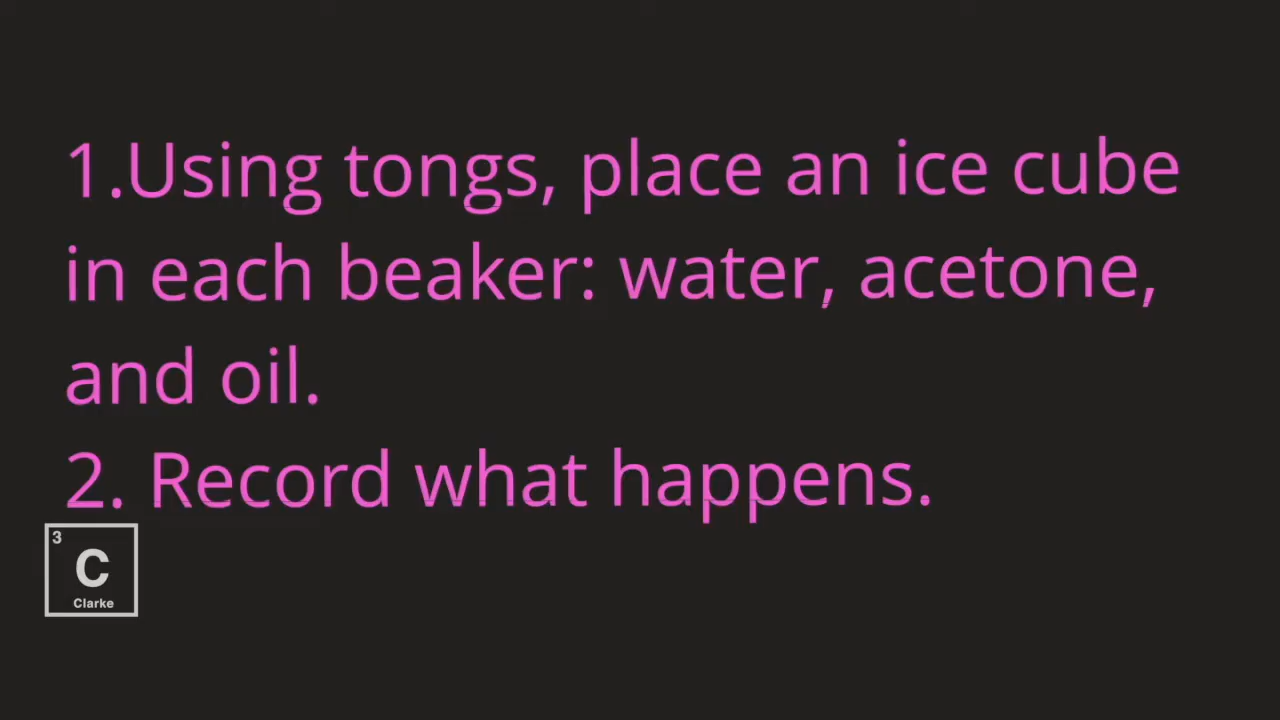 1.Using tongs, place an ice cube
in each beaker: water, acetone,
and oil.
2. Record what happens.
3
C
Clarke